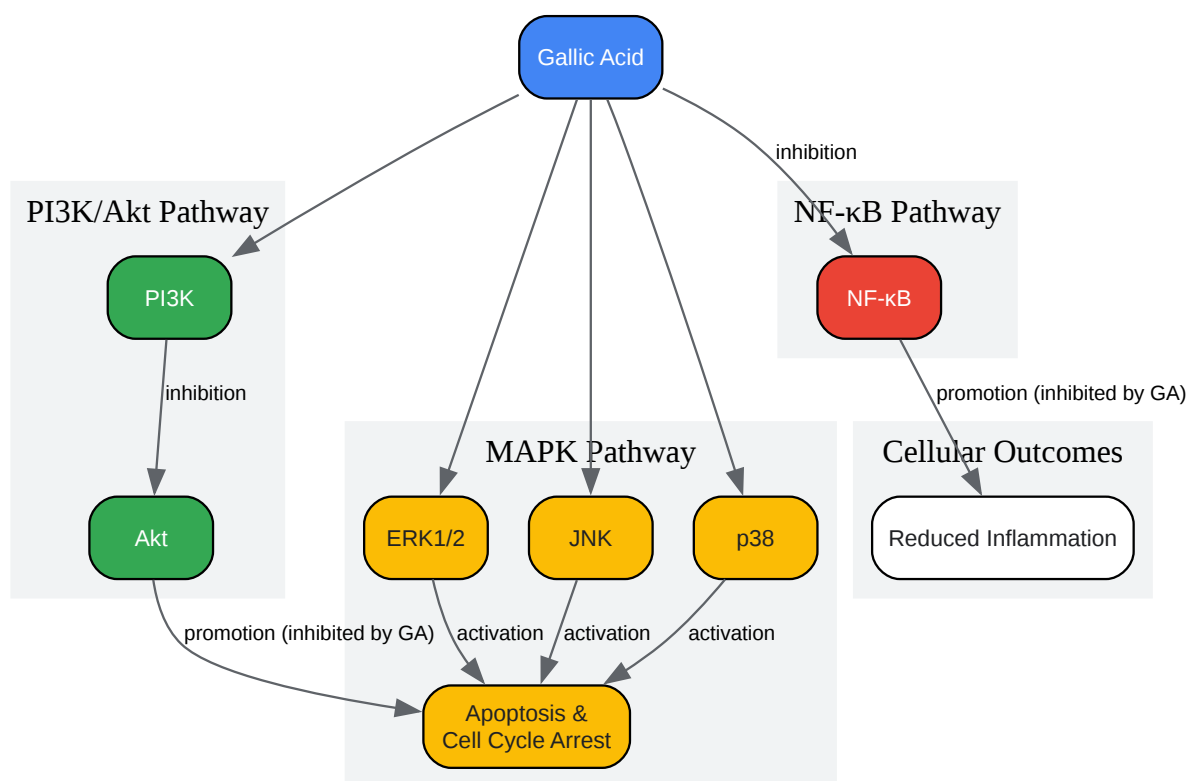 Gallic Acid
inhibition
PI3K/Akt Pathway
NF-κB Pathway
PI3K
NF-κB
inhibition
promotion (inhibited by GA)
MAPK Pathway
Cellular Outcomes
Akt
ERK1/2
JNK
p38
Reduced Inflammation
promotion (inhibited by GA)
activation
activation
activation
Apoptosis &
Cell Cycle Arrest